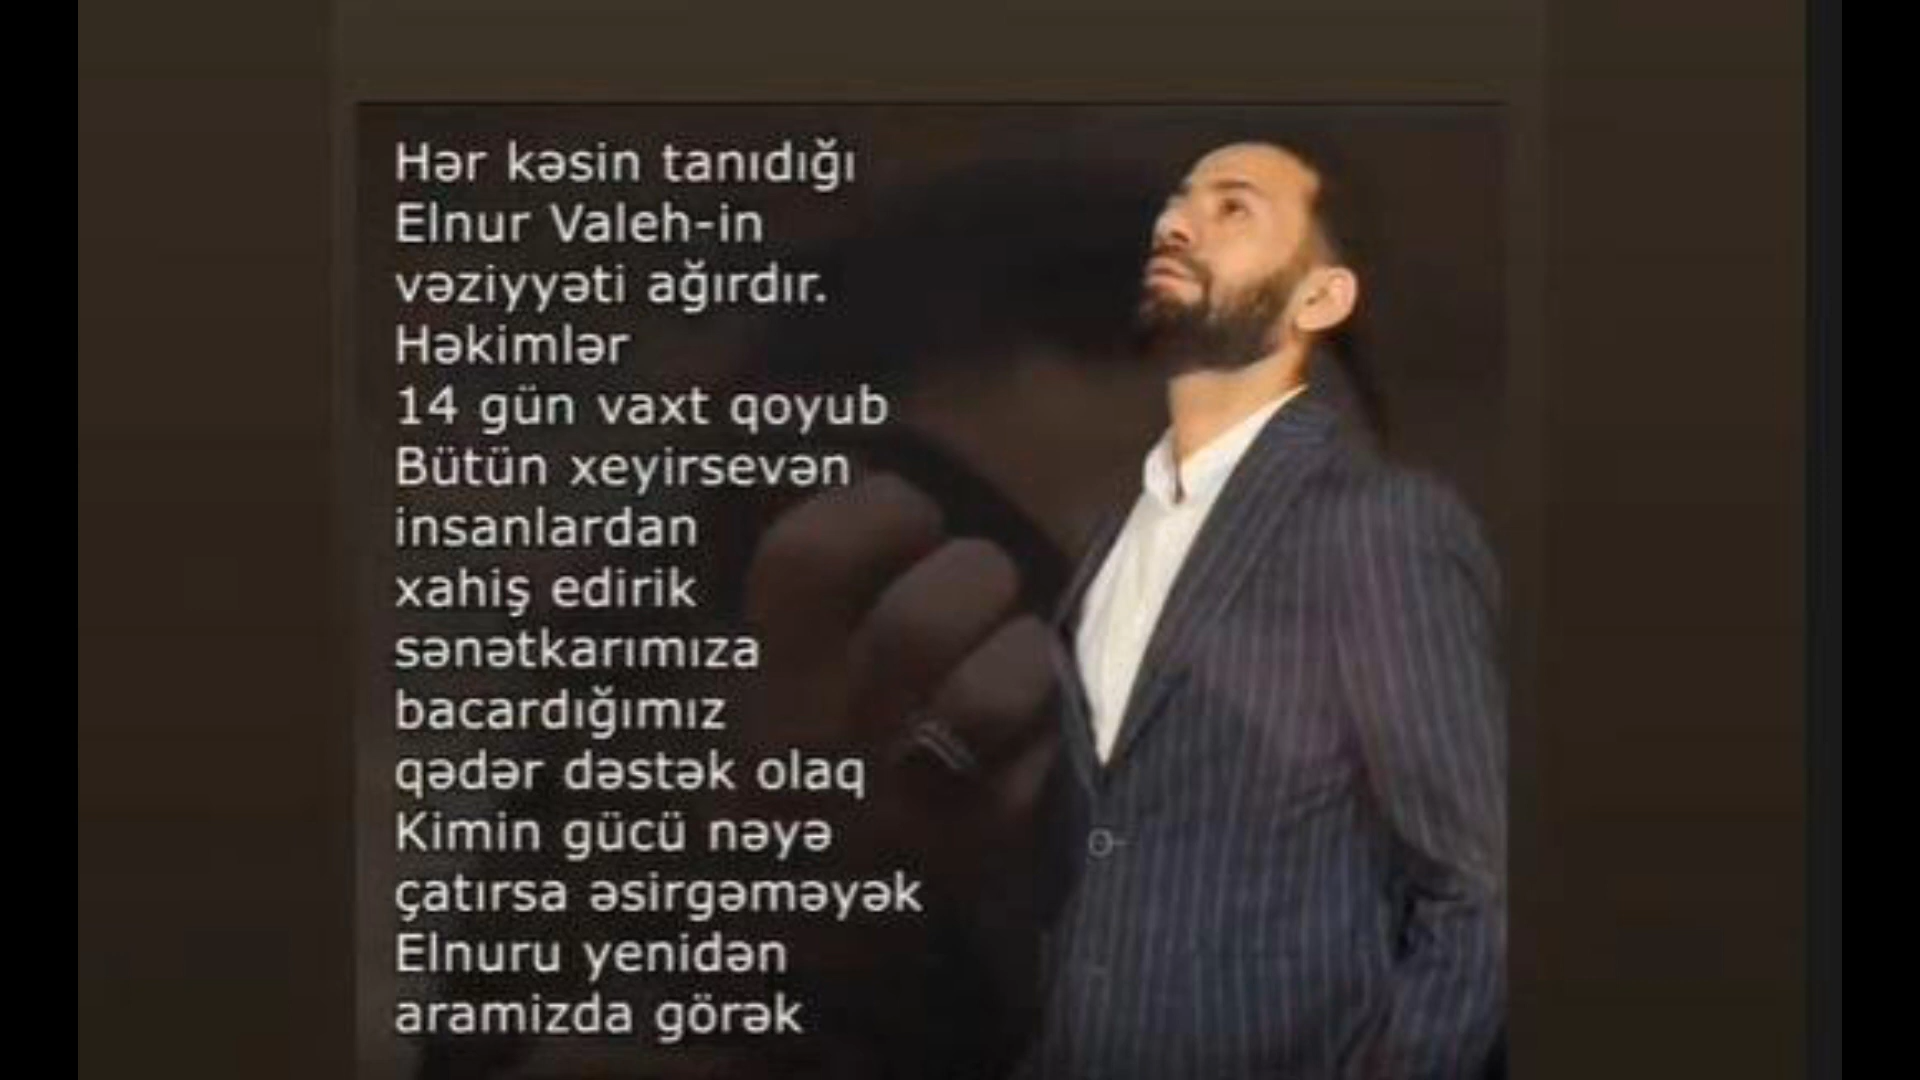 Hər kəsin tanıdığı
Elnur Valeh-in
vəziyyəti ağırdır.
Həkimlər
14 gün vaxt qoyub
Bütün xeyirsevən
insanlardan
xahiş edirik
sənətkarımıza
bacardığımız
qədər dəstək olaq
Kimin gücü nəyə
çatırsa əsirgəməyək
Elnuru yenidən
aramizda görək